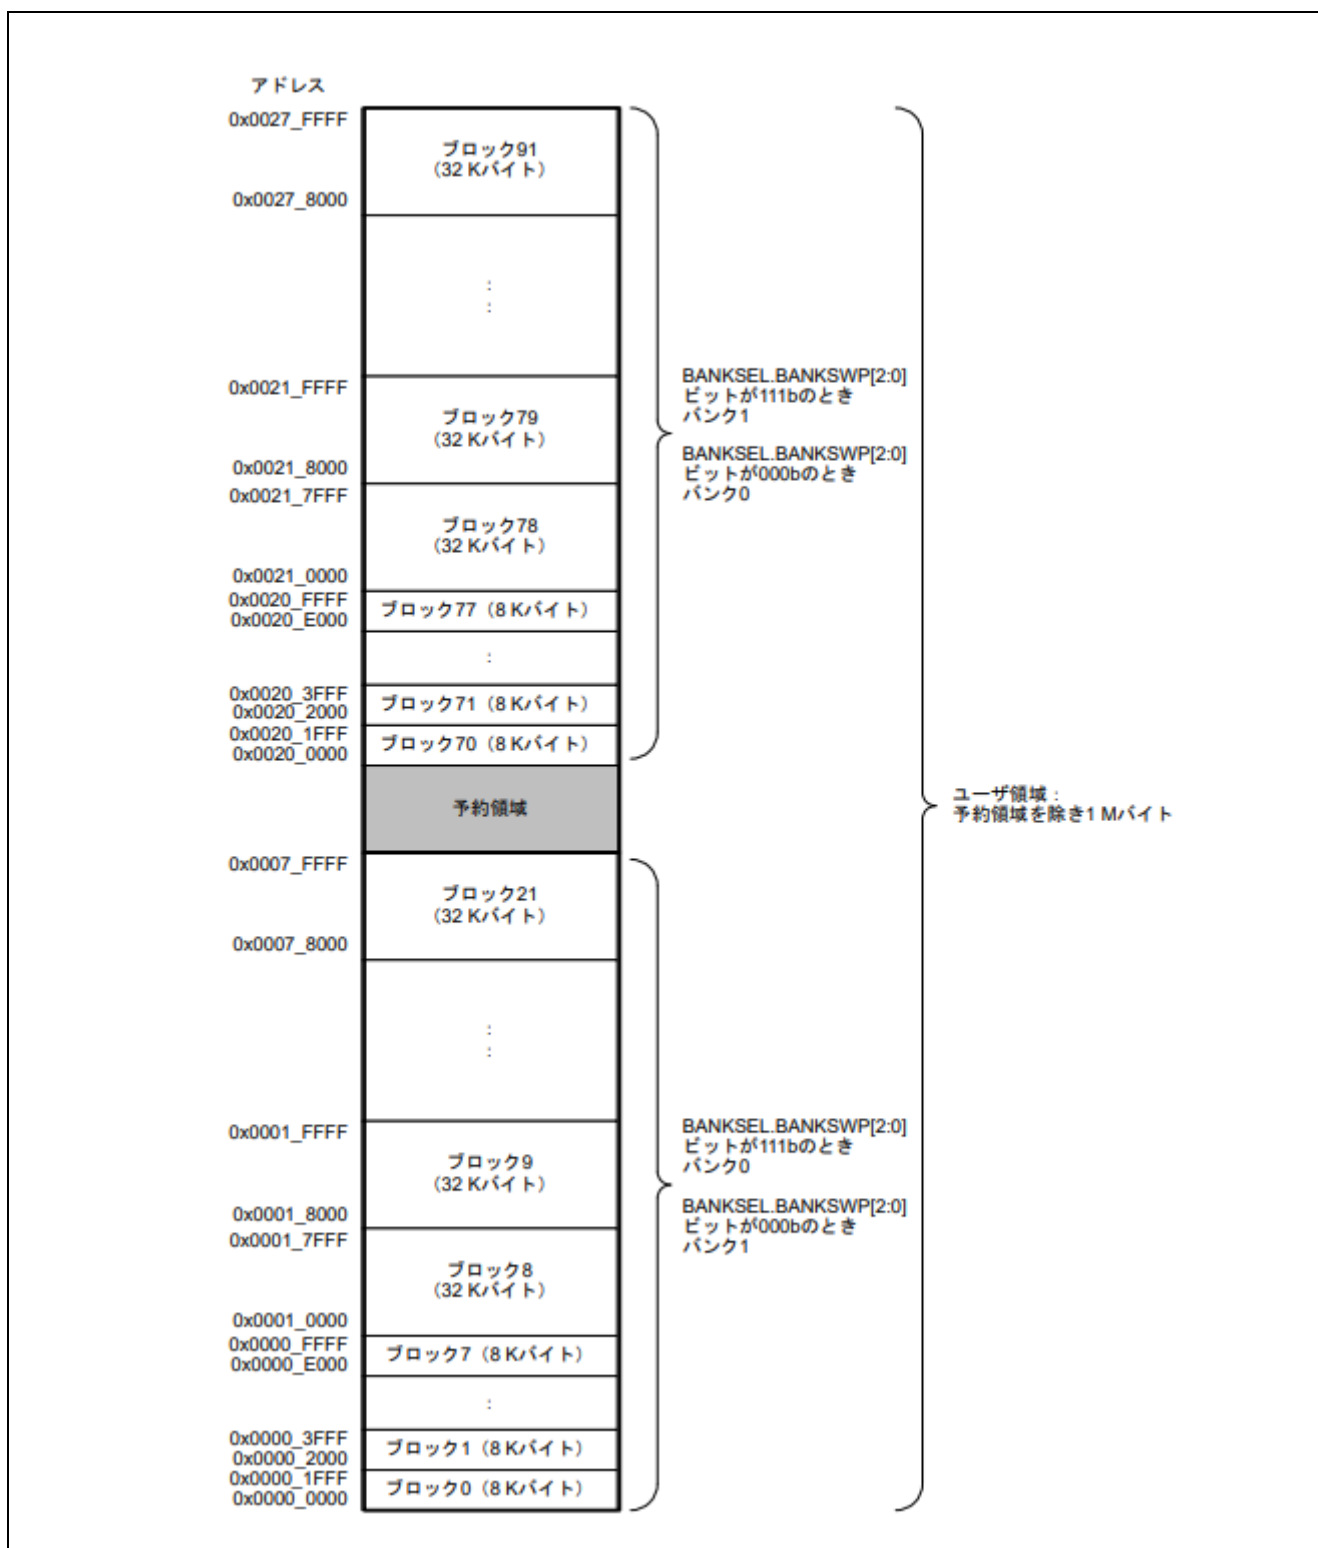 アドレス
0x0027_FFFF
ブロック91
(32 Kバイト)
0x0027_8000
:
:
0x0021_FFFF
ブロック79
(32 Kバイト)
0x0021_8000
0x0021_7FFF
ブロック78
(32 Kバイト)
0x0021_0000
0x0020_FFFF
ブロック77 (8 Kバイト)
0x0020_E000
:
0x0020_3FFF
ブロック71 (8 Kバイト)
0x0020_2000
0x0020_1FFF
ブロック70 (8 Kバイト)
0x0020_0000
BANKSEL.BANKSWP[2:0]
ビットが111bのとき
バンク1
BANKSEL.BANKSWP[2:0]
ビットが000bのとき
バンク0
予約領域
ユーザ領域:
予約領域を除き1 Mバイト
0x0007_FFFF
ブロック21
(32 Kバイト)
0x0007_8000
:
:
0x0001_FFFF
ブロック9
(32 Kバイト)
0x0001_8000
0x0001_7FFF
ブロック8
(32 Kバイト)
0x0001_0000
0x0000_FFFF
ブロック7 (8 Kバイト)
0x0000_E000
:
0x0000_3FFF
ブロック1 (8 Kバイト)
0x0000_2000
0x0000_1FFF
ブロック0 (8 Kバイト)
0x0000_0000
BANKSEL.BANKSWP[2:0]
ビットが111bのとき
バンク0
BANKSEL.BANKSWP[2:0]
ビットが000bのとき
バンク1